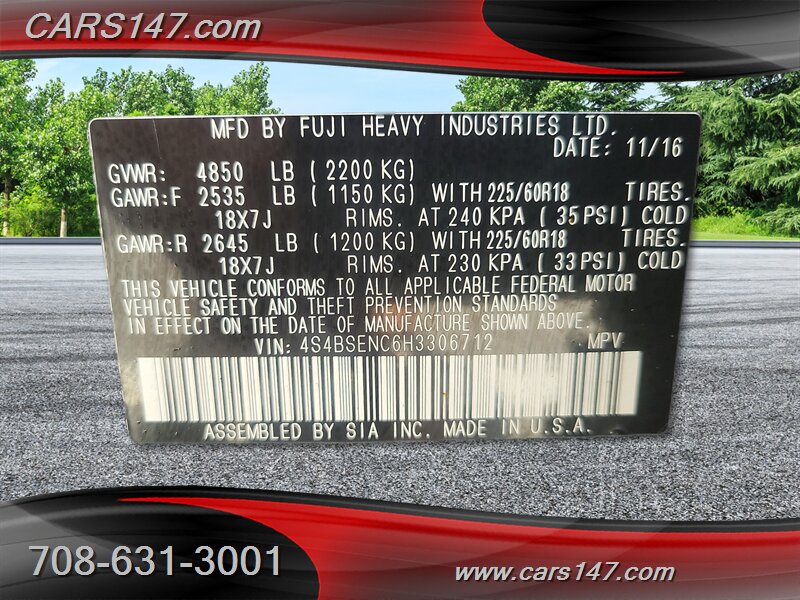 CARS147.com
MFD BY FUJI HEAVY INDUSTRIES LTD.
DATE: 11/16
GVWR: 4850 LB (2200 KG)
GAWR:F 2535 LB (1150 KG) WITH 225/60R18 TIRES.
18X7J RIMS. AT 240 KPA (35 PSI) COLD
GAWR:R 2645 LB (1200 KG) WITH 225/60R18 TIRES.
18X7J RIMS. AT 230 KPA (33 PSI) COLD
THIS VEHICLE CONFORMS TO ALL APPLICABLE FEDERAL MOTOR
VEHICLE SAFETY AND THEFT PREVENTION STANDARDS
IN EFFECT ON THE DATE OF MANUFACTURE SHOWN ABOVE.
VIN: 4S4BSENC6H3306712 MPV
ASSEMBLED BY SIA INC. MADE IN U.S.A.
708-631-3001
www.cars147.com